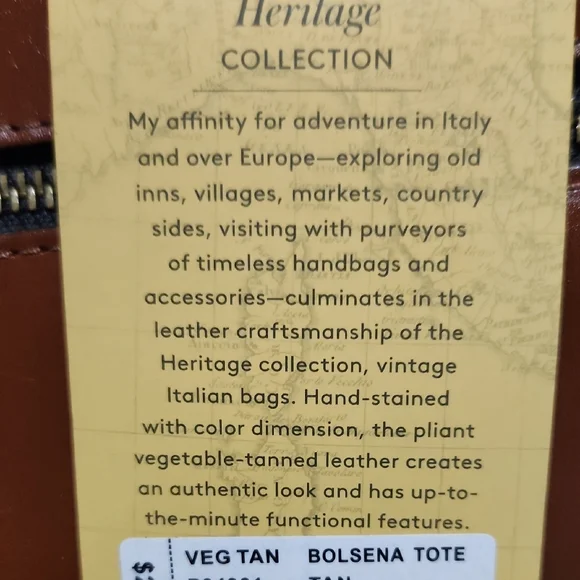 Heritage
COLLECTION
My affinity for adventure in Italy
and over Europe—exploring old
inns, villages, markets, country
sides, visiting with purveyors
of timeless handbags and
accessories—culminates in the
leather craftsmanship of the
Heritage collection, vintage
Italian bags. Hand-stained
with color dimension, the pliant
vegetable-tanned leather creates
an authentic look and has up-to-
the-minute functional features.
VEG TAN BOLSENA TOTE
TAN